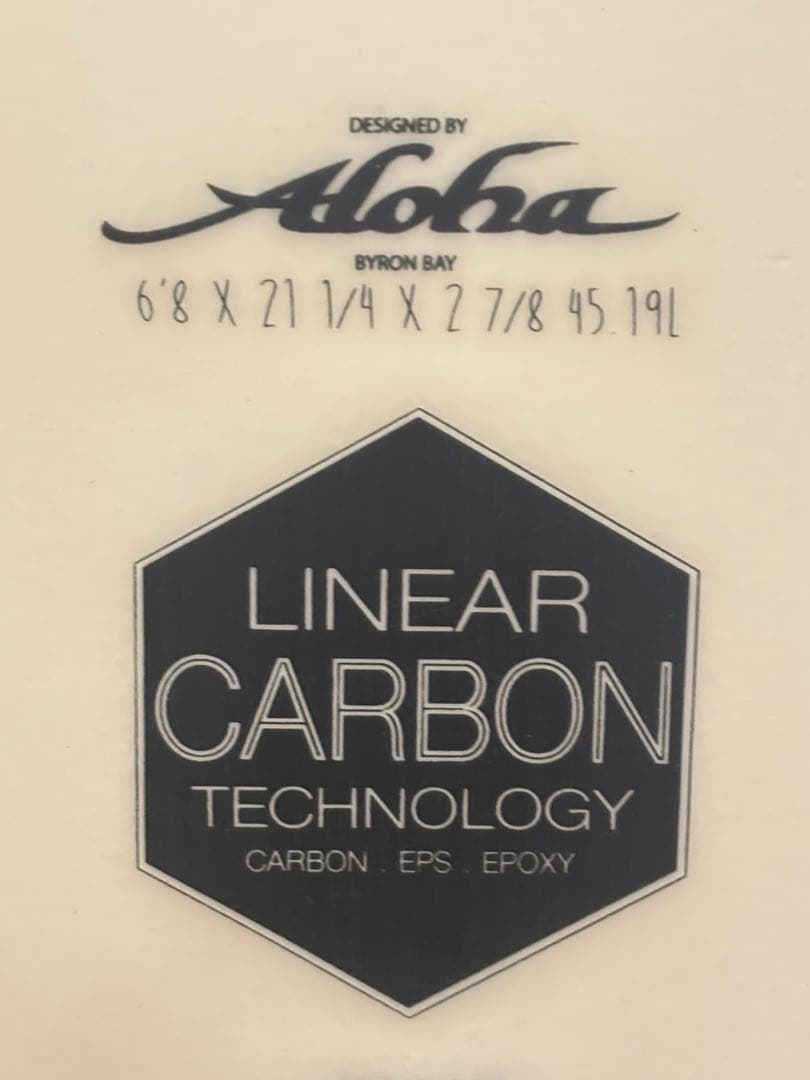 DESIGNED BY
Aloha
BYRON BAY
6'8 X 21 1/4 X 2 7/8 45.19L
LINEAR
CARBON
TECHNOLOGY
CARBON . EPS . EPOXY